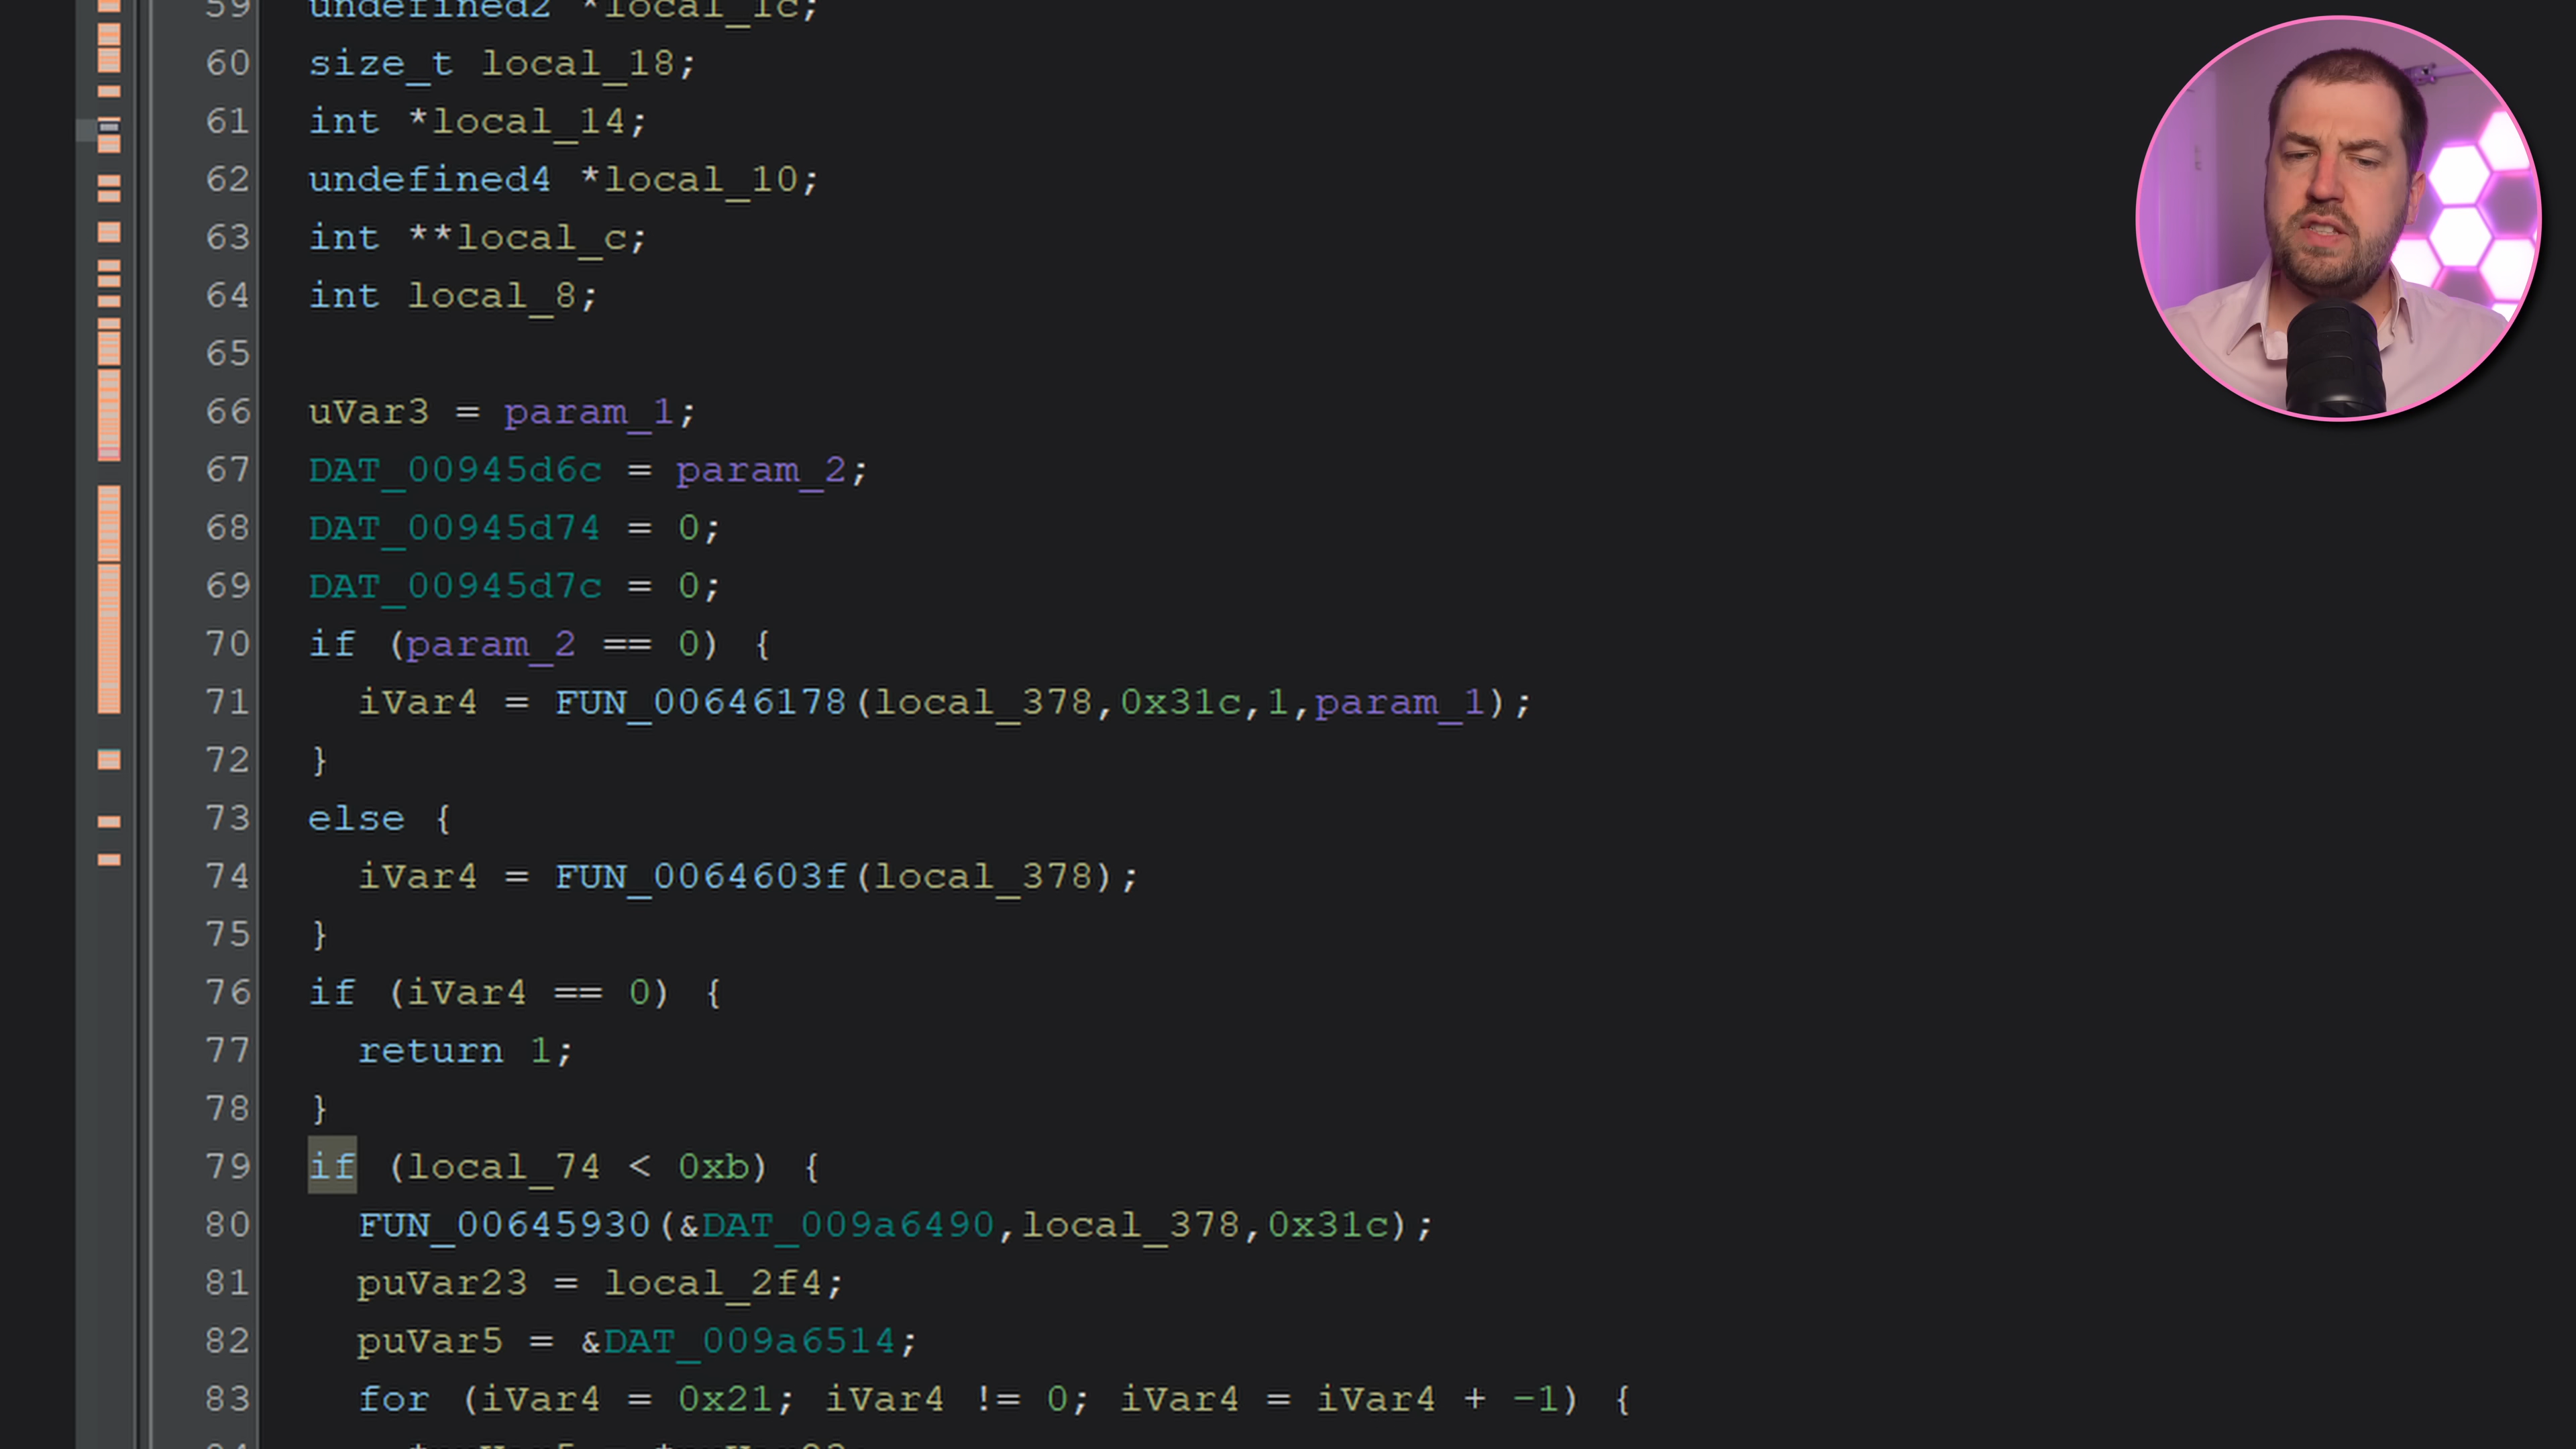 59 undefined2 *local_1c;
60 size_t local_18;
61 int *local_14;
62 undefined4 *local_10;
63 int **local_c;
64 int local_8;
65
66 uVar3 = param_1;
67 DAT_00945d6c = param_2;
68 DAT_00945d74 = 0;
69 DAT_00945d7c = 0;
70 if (param_2 == 0) {
71 iVar4 = FUN_00646178(local_378,0x31c,1,param_1);
72 }
73 else {
74 iVar4 = FUN_0064603f(local_378);
75 }
76 if (iVar4 == 0) {
77 return 1;
78 }
79 if (local_74 < 0xb) {
80 FUN_00645930(&DAT_009a6490,local_378,0x31c);
81 puVar23 = local_2f4;
82 puVar5 = &DAT_009a6514;
83 for (iVar4 = 0x21; iVar4 != 0; iVar4 = iVar4 + -1) {